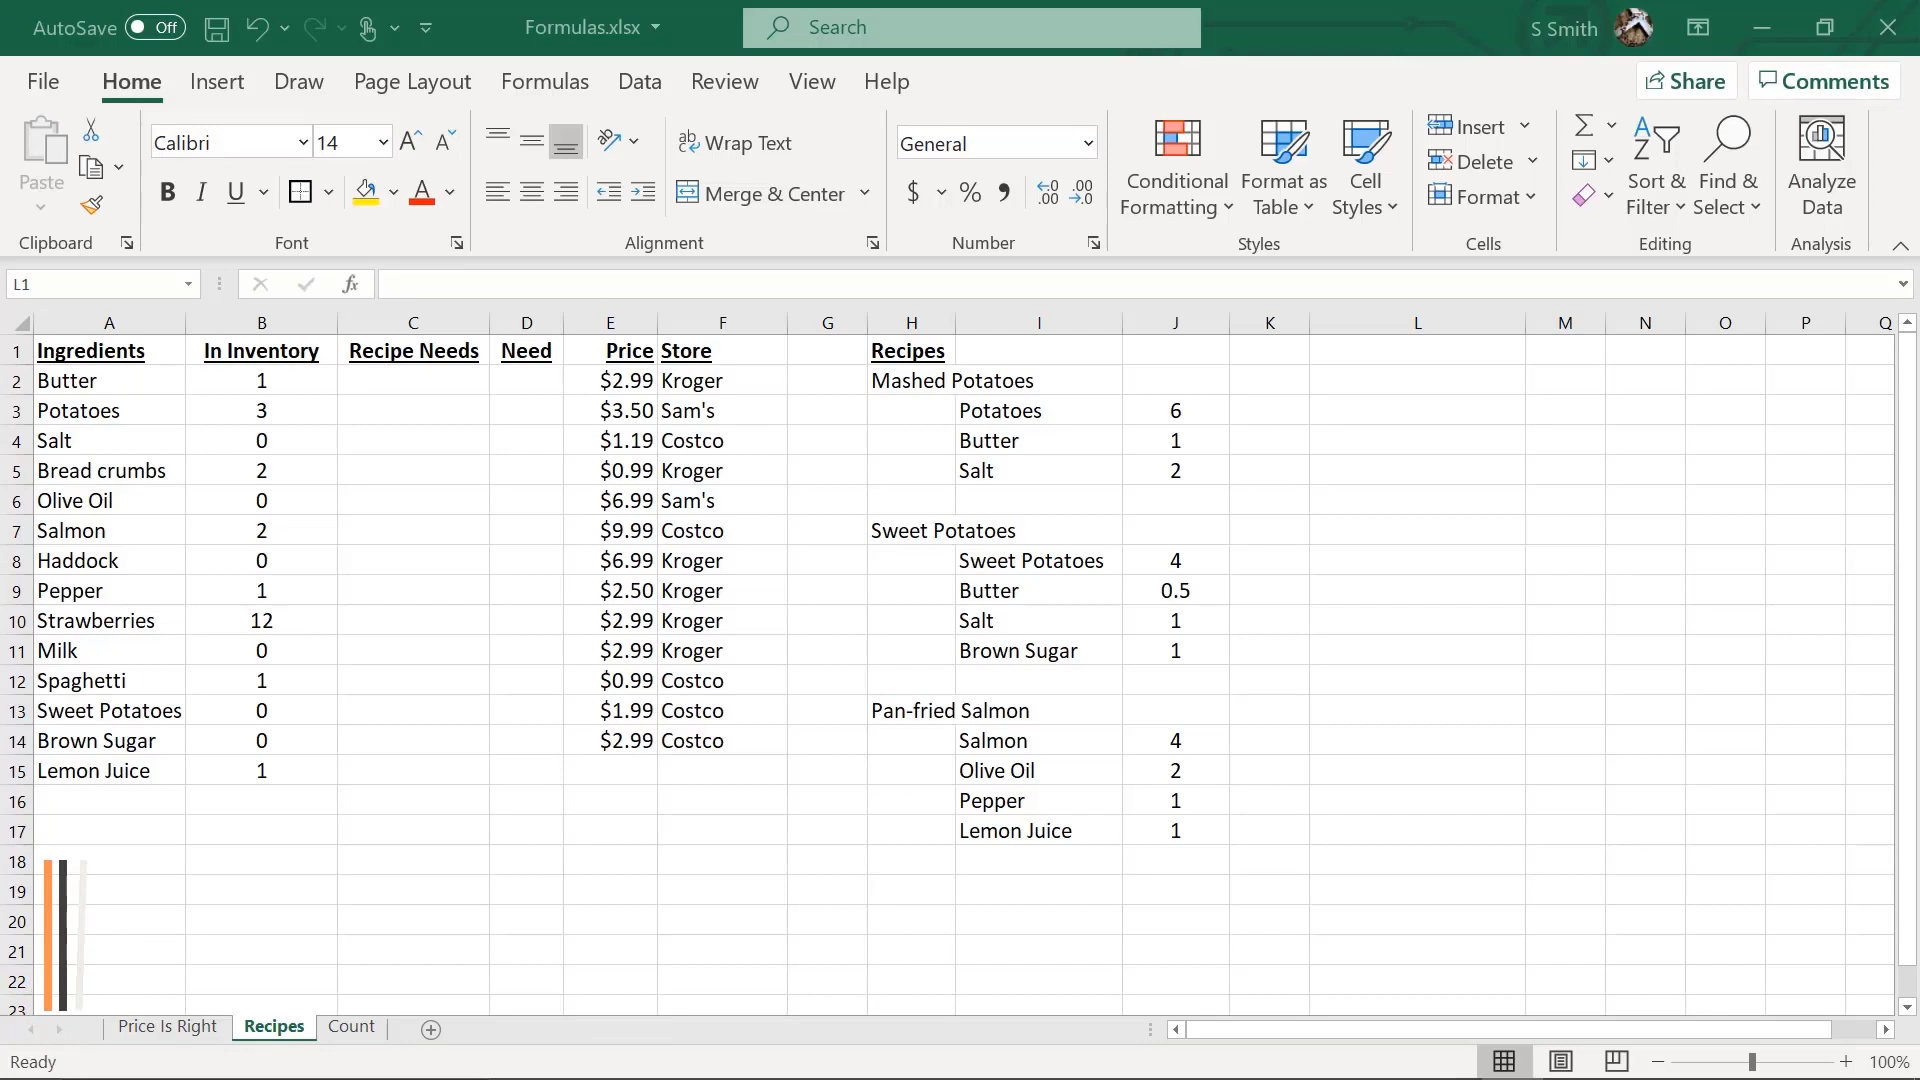 AutoSave Off Formulas.xlsx Search S Smith
File Home Insert Draw Page Layout Formulas Data Review View Help Share Comments
Calibri 14 Wrap Text General Insert
Paste Conditional Format as Cell Delete Sort & Find & Analyze
B I U A Merge & Center $ % Formatting Table Styles Format Filter Select Data
Clipboard Font Alignment Number Styles Cells Editing Analysis
L1 fx
A B C D E F G H I J K L M N O P Q
1 Ingredients In Inventory Recipe Needs Need Price Store Recipes
2 Butter 1 $2.99 Kroger Mashed Potatoes
3 Potatoes 3 $3.50 Sam's Potatoes 6
4 Salt 0 $1.19 Costco Butter 1
5 Bread crumbs 2 $0.99 Kroger Salt 2
6 Olive Oil 0 $6.99 Sam's
7 Salmon 2 $9.99 Costco Sweet Potatoes
8 Haddock 0 $6.99 Kroger Sweet Potatoes 4
9 Pepper 1 $2.50 Kroger Butter 0.5
10 Strawberries 12 $2.99 Kroger Salt 1
11 Milk 0 $2.99 Kroger Brown Sugar 1
12 Spaghetti 1 $0.99 Costco
13 Sweet Potatoes 0 $1.99 Costco Pan-fried Salmon
14 Brown Sugar 0 $2.99 Costco Salmon 4
15 Lemon Juice 1 Olive Oil 2
16 Pepper 1
17 Lemon Juice 1
18
19
20
21
22
23
Price Is Right Recipes Count
Ready 100%